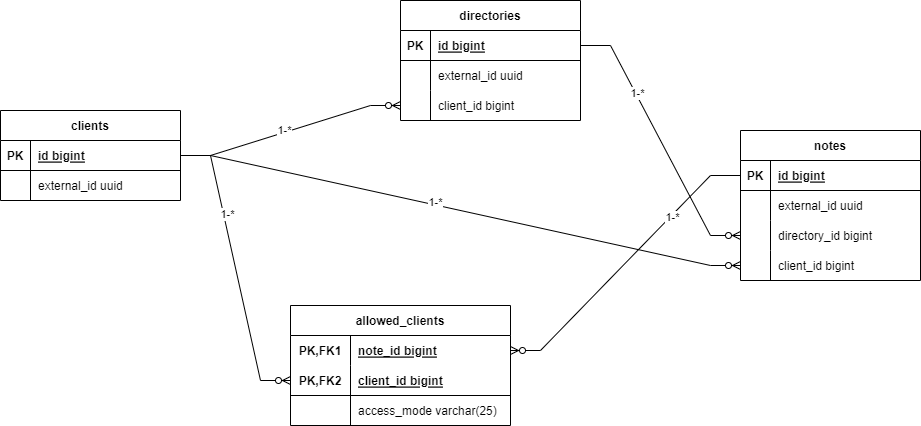 directories
PK id bigint
external_id uuid
client_id bigint
1-*
1-*
clients
PK id bigint
external_id uuid
notes
PK id bigint
external_id uuid
directory_id bigint
client_id bigint
1-*
1-*
1-*
allowed_clients
PK,FK1 note_id bigint
PK,FK2 client_id bigint
access_mode varchar(25)